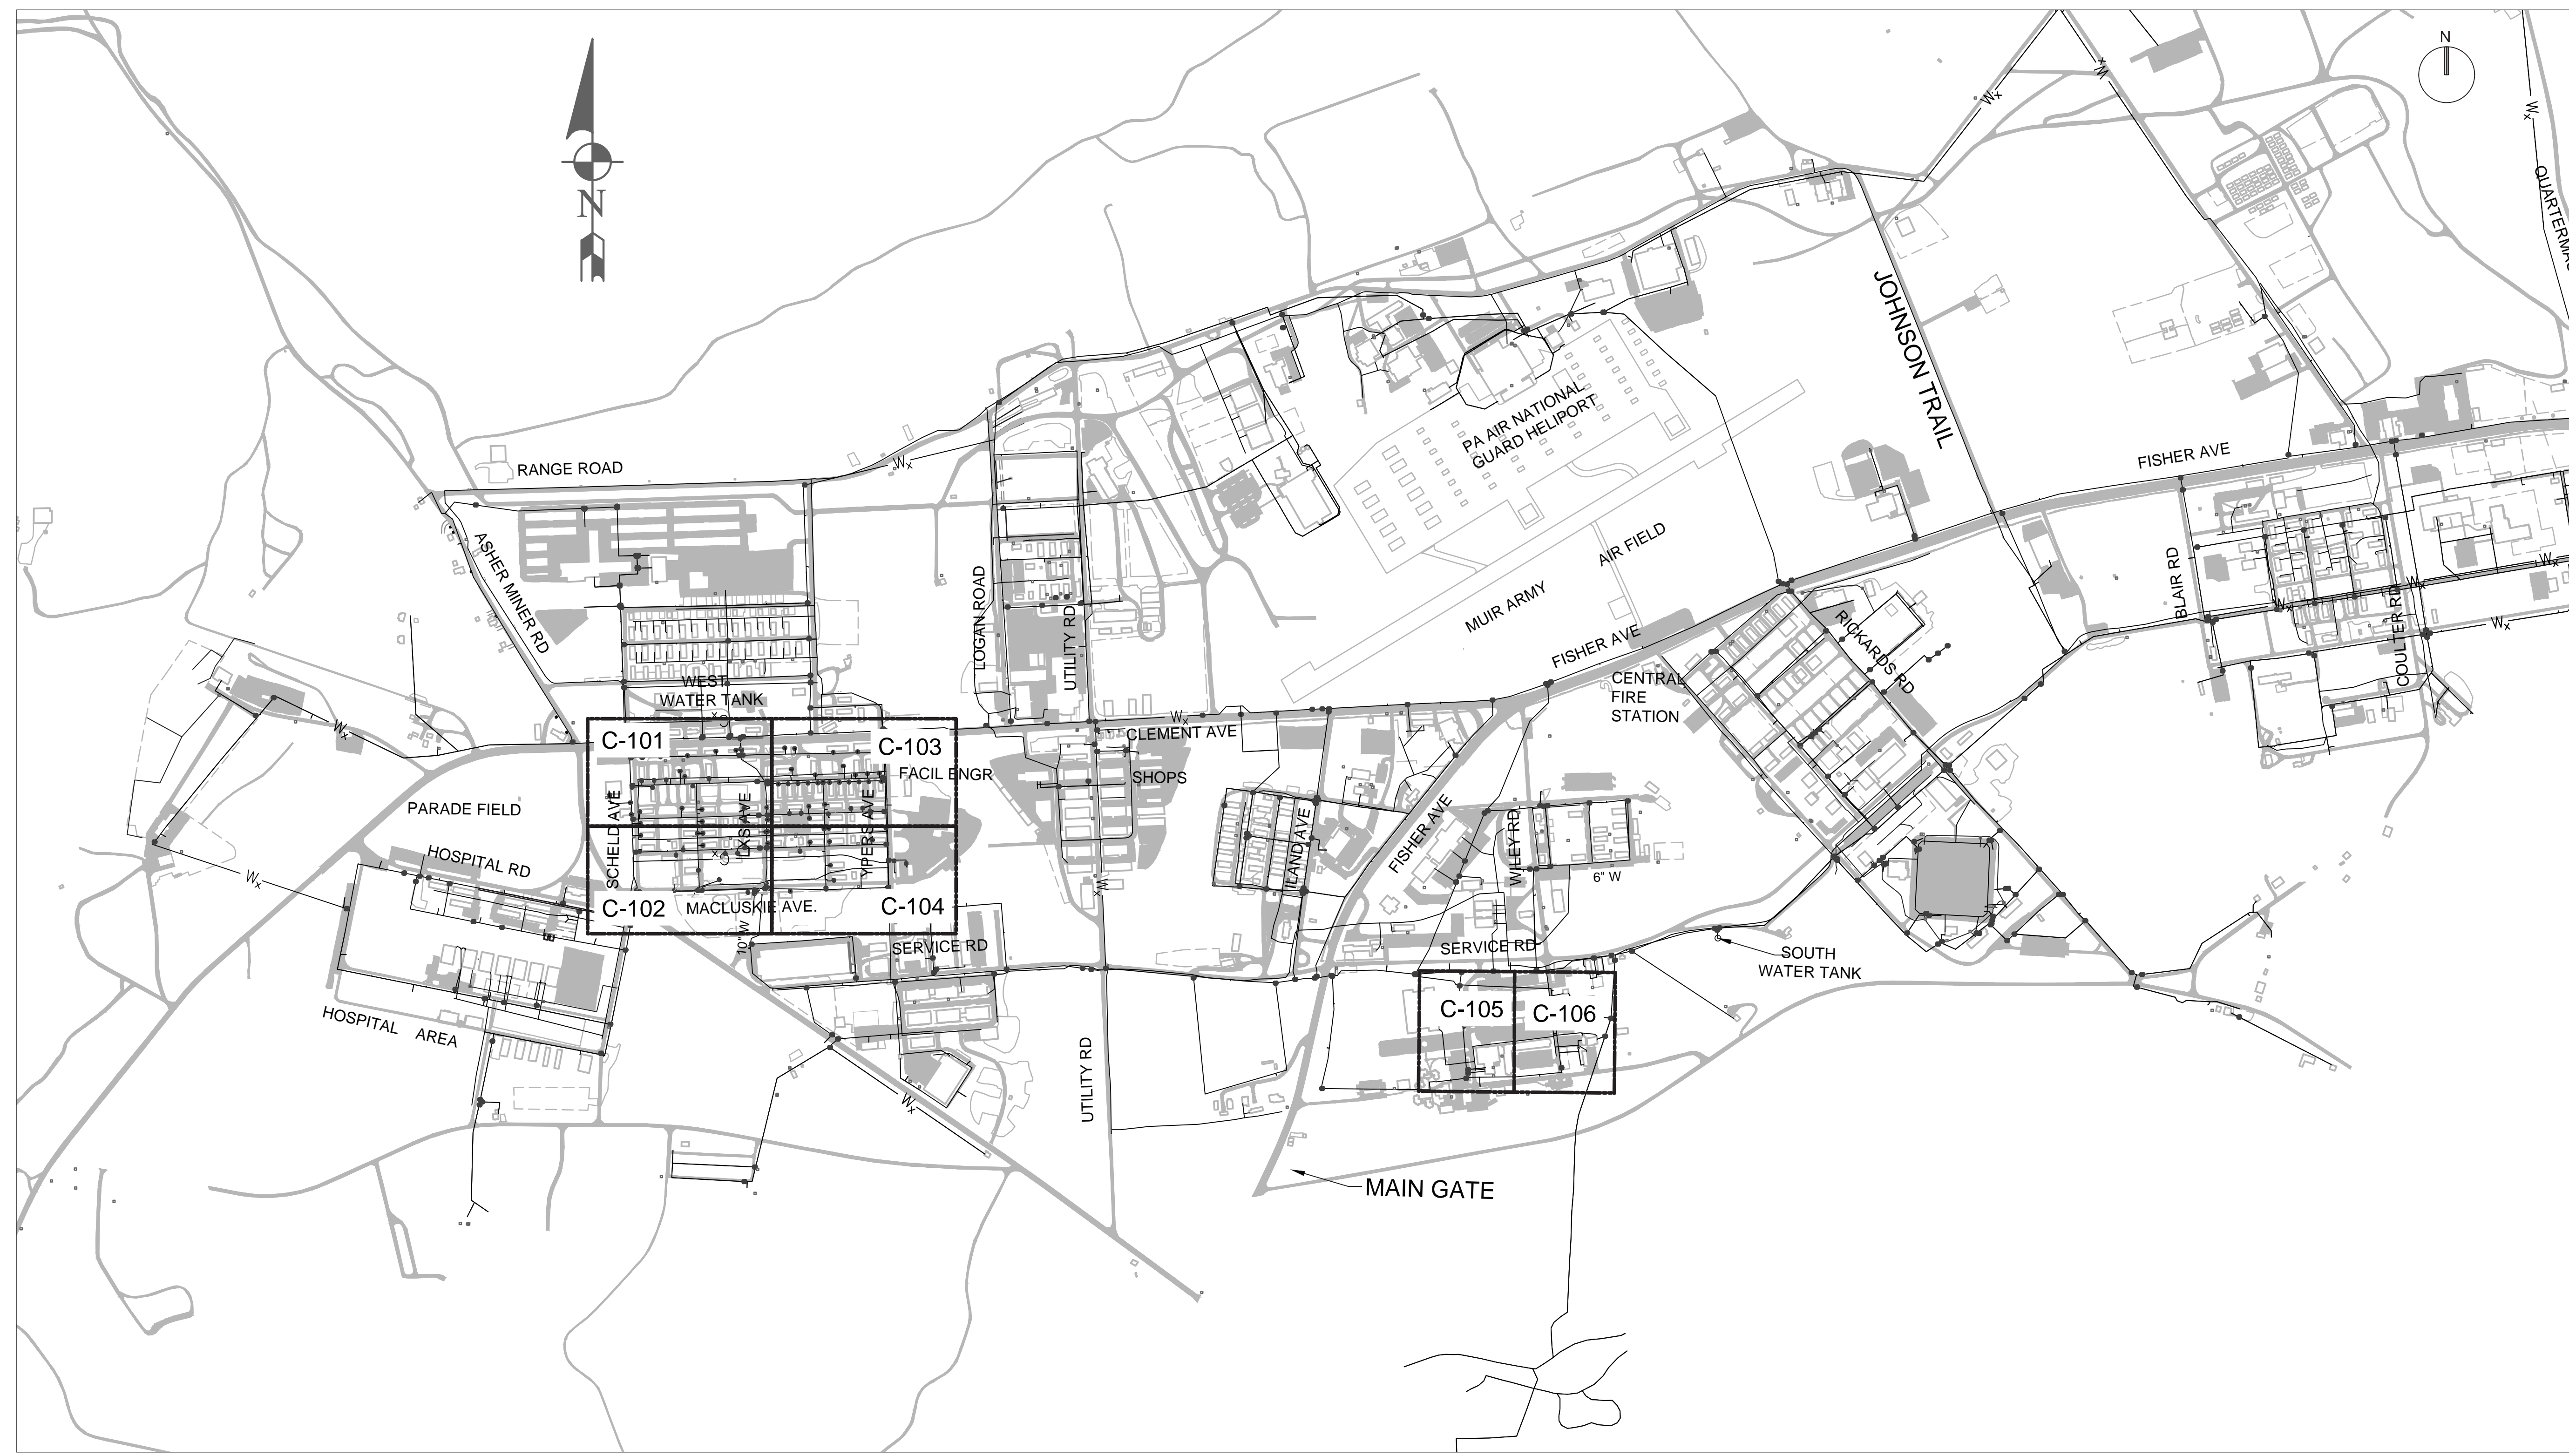 N
N
W x
W x
W x
QUARTERMAS
JOHNSON TRAIL
PA AIR NATIONAL
GUARD HELIPORT
RANGE ROAD
W x
FISHER AVE
ASHER MINER RD
LOGAN ROAD
UTILITY RD
AIR FIELD
MUIR ARMY
FISHER AVE
RICKARDS RD
BLAIR RD
COULTER RD
W x
W x
W x
W x
WEST
WATER TANK
CENTRAL
FIRE
STATION
W x
W x
CLEMENT AVE
C-101
C-103
FACIL ENGR
SHOPS
PARADE FIELD
SCHELD AVE
LXS AVE
YPERS AVE
ILAND AVE
FISHER AVE
WILEY RD
6" W
HOSPITAL RD
W x
W x
C-102
MACLUSKIE AVE.
C-104
10" W
SERVICE RD
SERVICE RD
SOUTH
WATER TANK
HOSPITAL AREA
C-105
C-106
UTILITY RD
W x
MAIN GATE